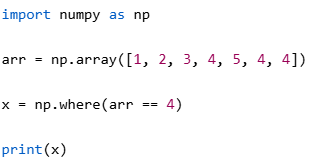 import numpy as np
arr = np.array([1, 2, 3, 4, 5, 4, 4])
x = np.where(arr == 4)
print(x)